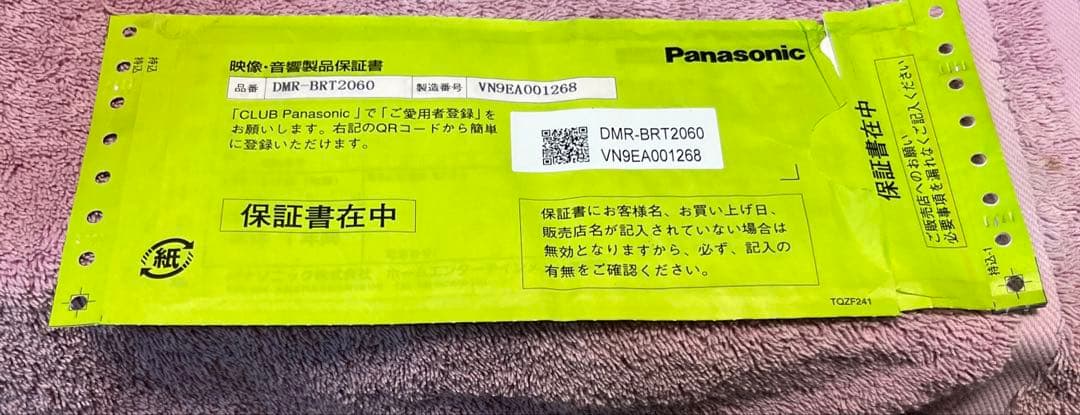 Panasonic
映像・音響製品保証書
品番 DMR-BRT2060 製造番号 VN9EA001268
「CLUB Panasonic」で「ご愛用者登録」を
お願いします。右記のQRコードから簡単
に登録いただけます。
DMR-BRT2060
VN9EA001268
保証書在中
保証書にお客様名、お買い上げ日、
販売店名が記入されていない場合は
無効となりますから、必ず、記入の
有無をご確認ください。
紙
TQZF241
保証書在中
ご販売店へのお願い
必要事項を漏れなくご記入ください
持込
持込
持込-1